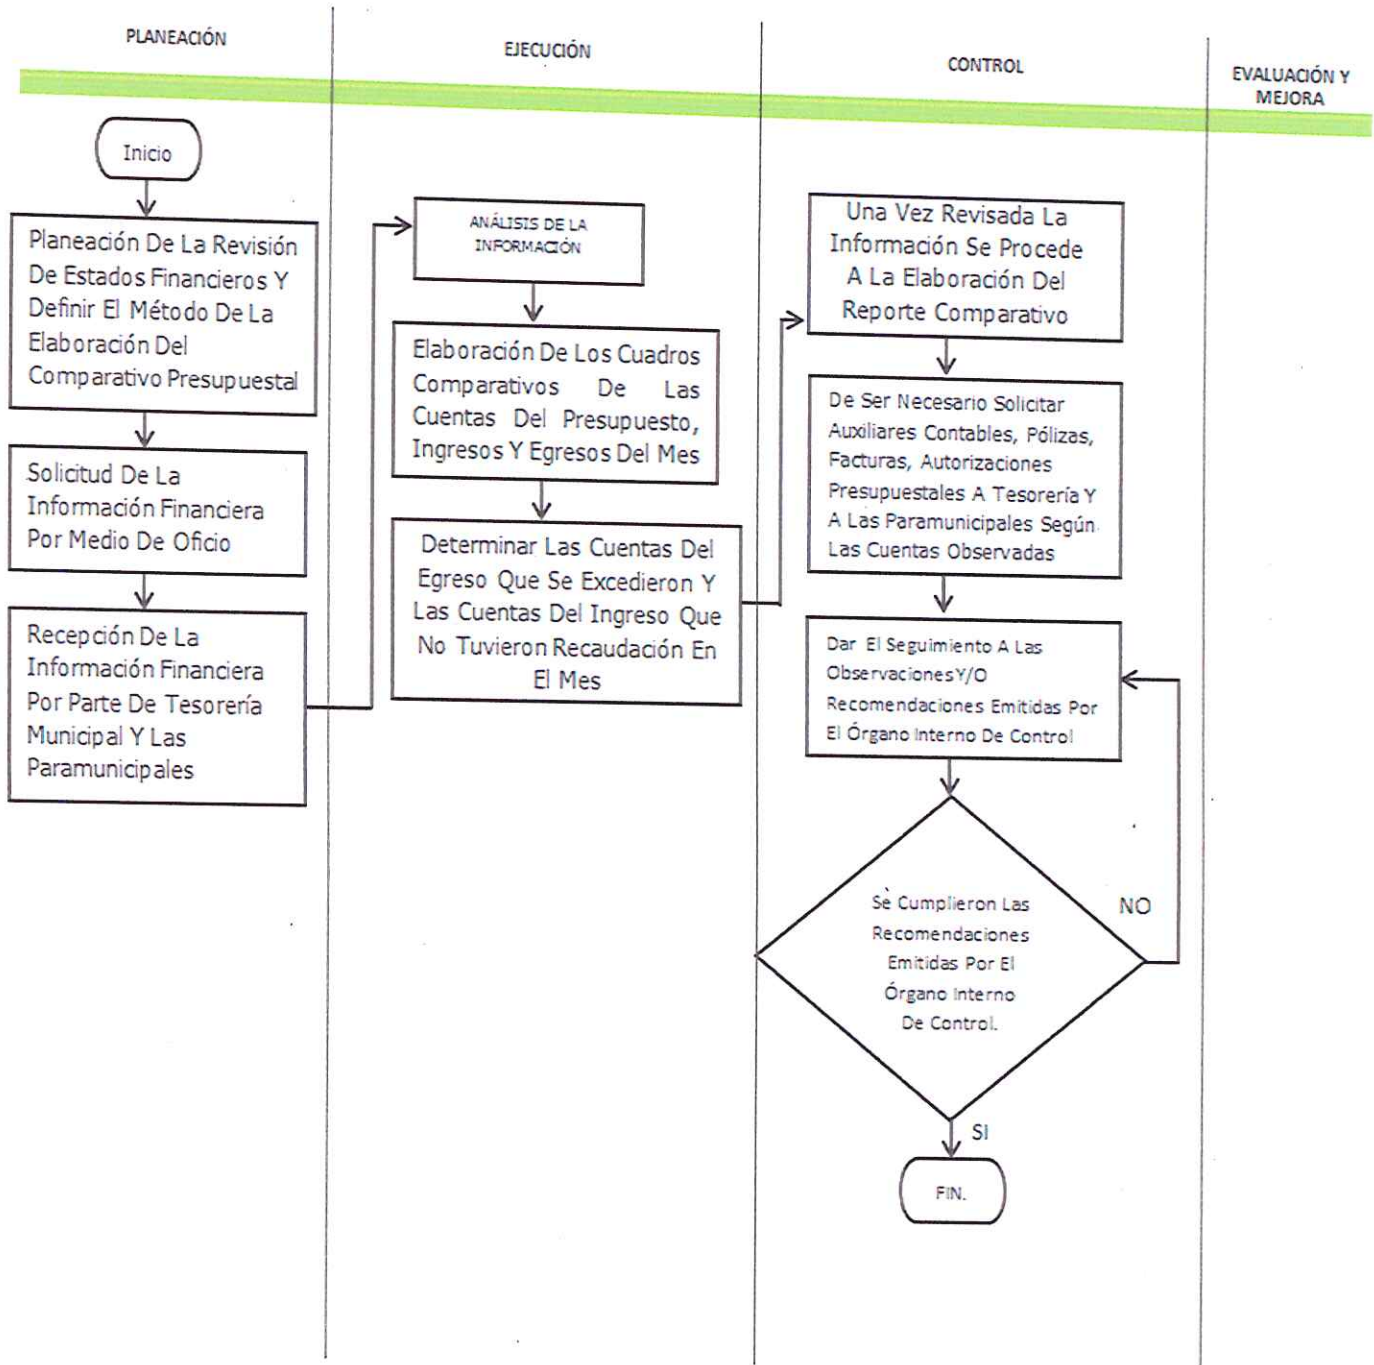 PLANEACIÓN
EJECUCIÓN
CONTROL
EVALUACIÓN Y
MEJORA
Inicio
Planeación De La Revisión
De Estados Financieros Y
Definir El Método De La
Elaboración Del
Comparativo Presupuestal
Solicitud De La
Información Financiera
Por Medio De Oficio
Recepción De La
Información Financiera
Por Parte De Tesorería
Municipal Y Las
Paramunicipales
ANÁLISIS DE LA
INFORMACIÓN
Elaboración De Los Cuadros
Comparativos De Las
Cuentas Del Presupuesto,
Ingresos Y Egresos Del Mes
Determinar Las Cuentas Del
Egreso Que Se Excedieron Y
Las Cuentas Del Ingreso Que
No Tuvieron Recaudación En
El Mes
Una Vez Revisada La
Información Se Procede
A La Elaboración Del
Reporte Comparativo
De Ser Necesario Solicitar
Auxiliares Contables, Pólizas,
Facturas, Autorizaciones
Presupuestales A Tesorería Y
A Las Paramunicipales Según
Las Cuentas Observadas
Dar El Seguimiento A Las
Observaciones Y/O
Recomendaciones Emitidas Por
El Órgano Interno De Control
Se Cumplieron Las
Recomendaciones
Emitidas Por El
Órgano Interno
De Control.
NO
SI
FIN.